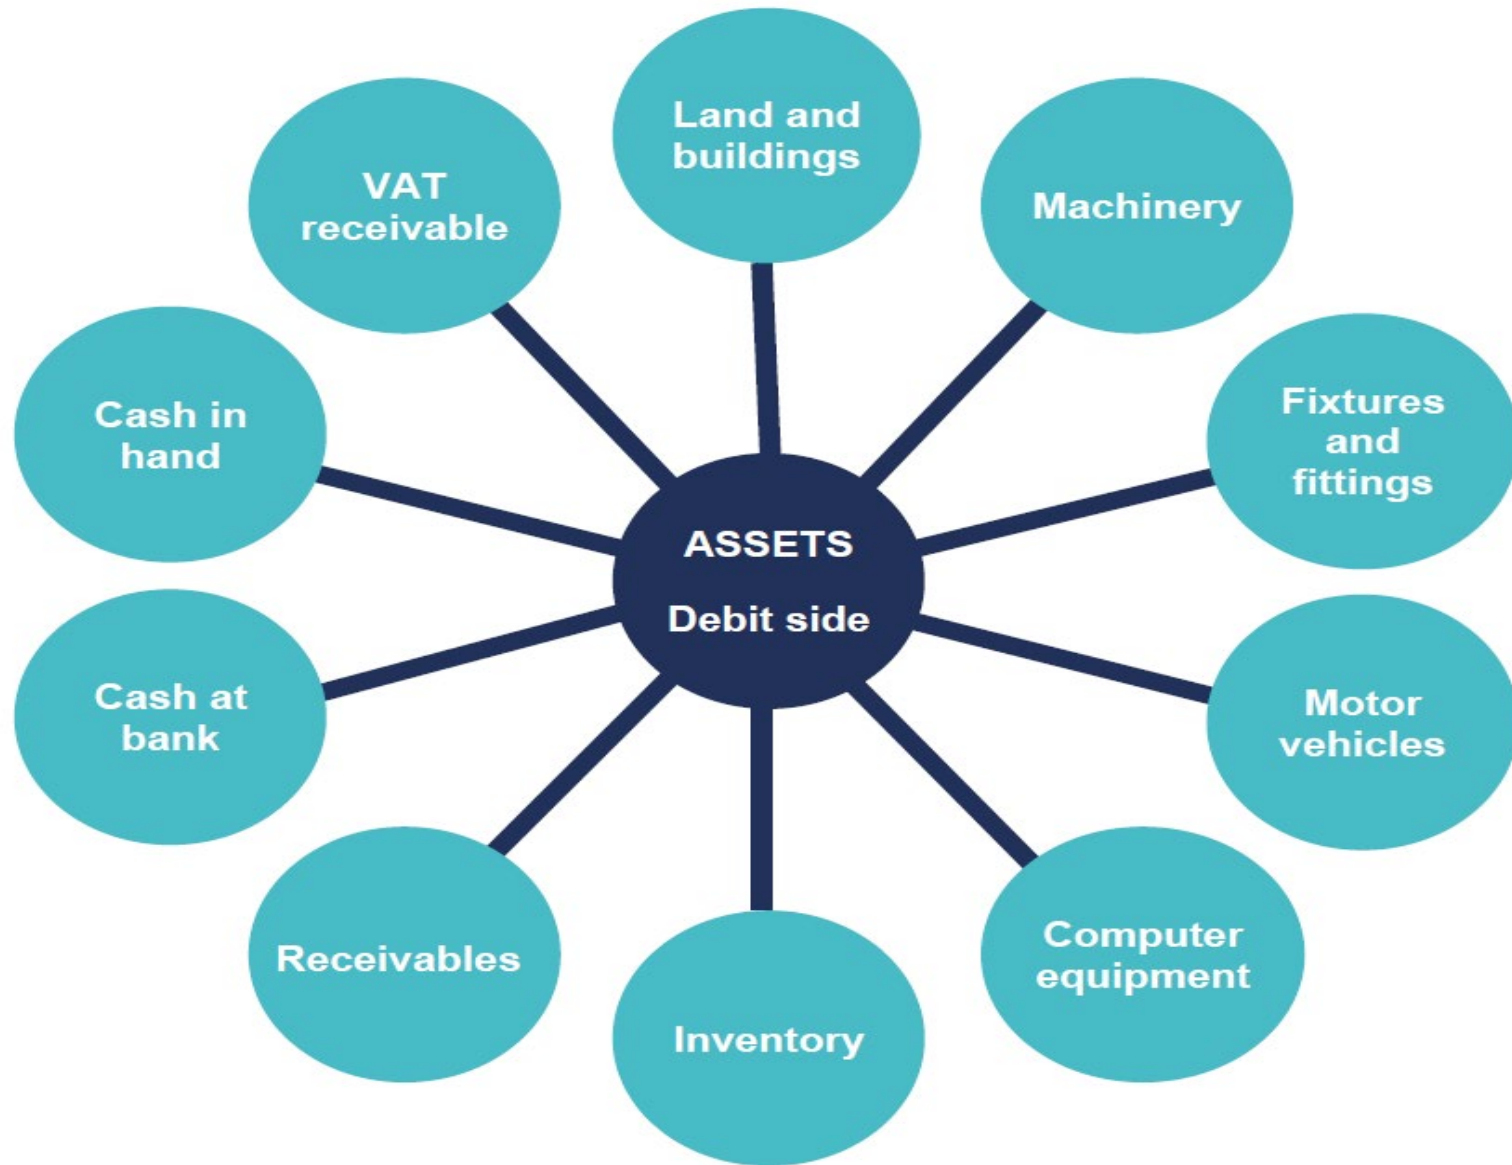 Land and
buildings
Machinery
Fixtures
and
fittings
Motor
vehicles
Computer
equipment
Inventory
Receivables
Cash at
bank
Cash in
hand
VAT
receivable
ASSETS
Debit side